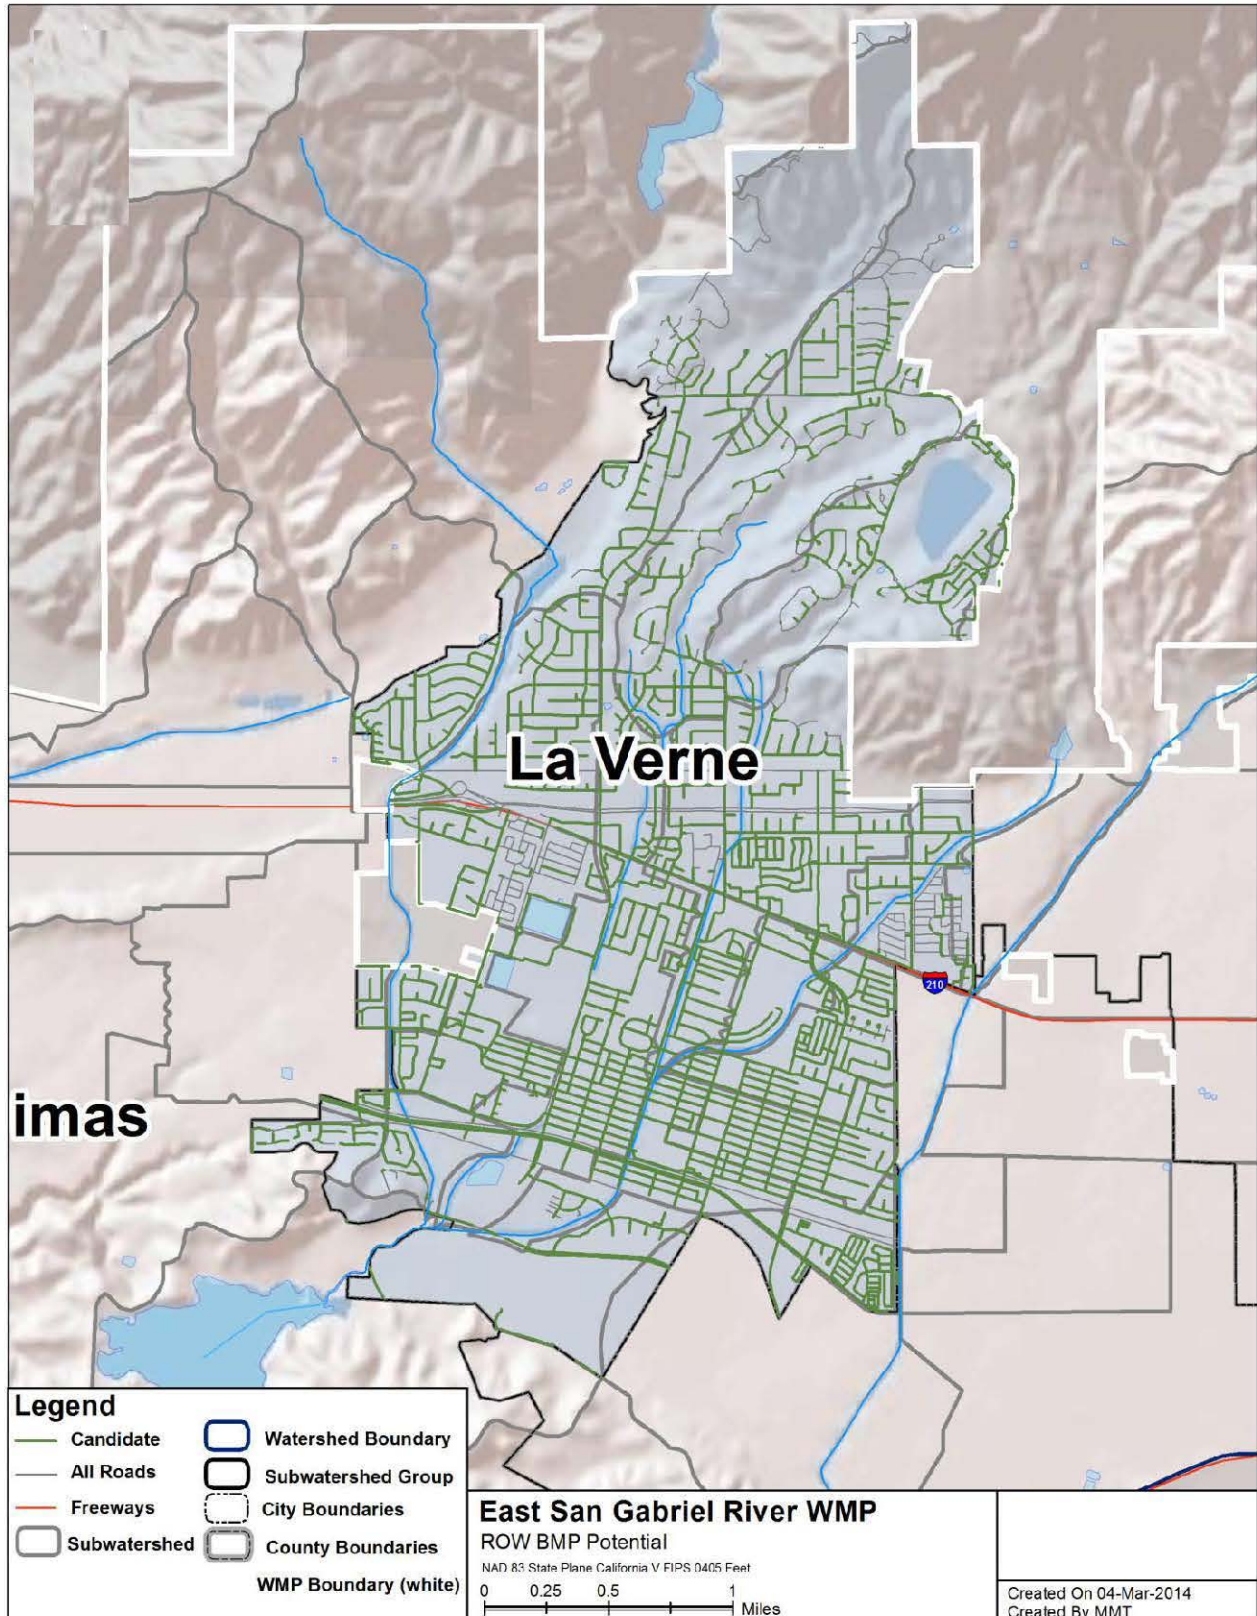 La Verne
210
imas
Legend
Candidate
All Roads
Freeways
Subwatershed
Watershed Boundary
Subwatershed Group
City Boundaries
County Boundaries
WMP Boundary (white)
East San Gabriel River WMP
ROW BMP Potential
NAD 83 State Plane California V FIPS 0405 Feet
0 0.25 0.5 1
Miles
Created On 04-Mar-2014
Created By MMT